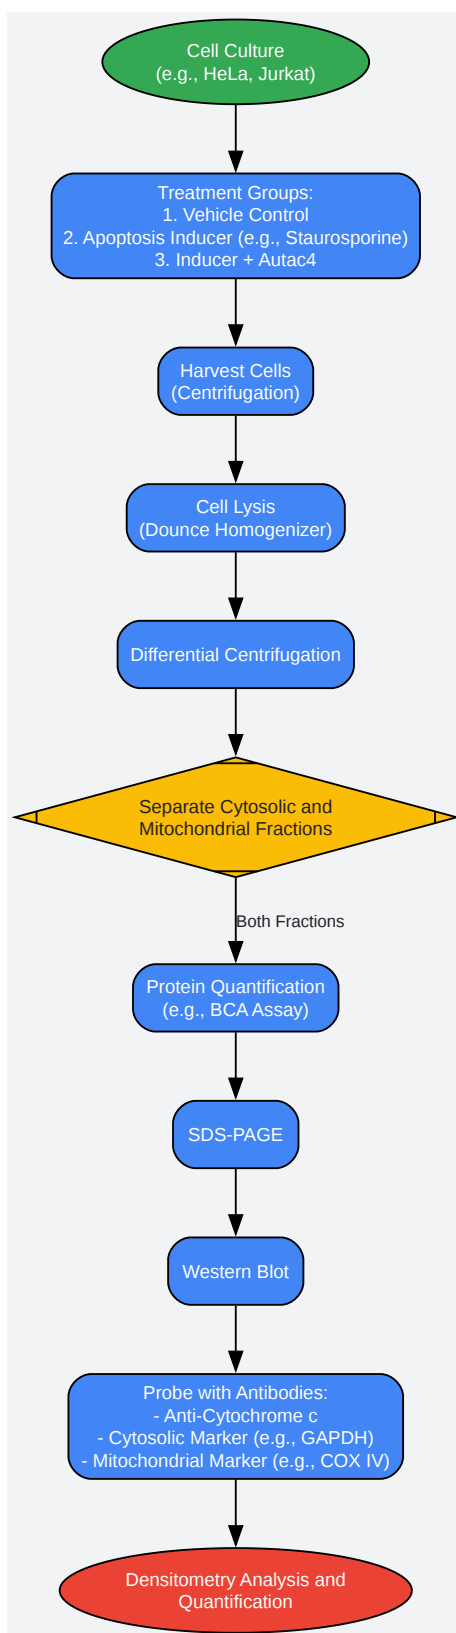 Cell Culture
(e.g., HeLa, Jurkat)
Treatment Groups:
1. Vehicle Control
2. Apoptosis Inducer (e.g., Staurosporine)
3. Inducer + Autac4
Harvest Cells
(Centrifugation)
Cell Lysis
(Dounce Homogenizer)
Differential Centrifugation
Separate Cytosolic and
Mitochondrial Fractions
Both Fractions
Protein Quantification
(e.g., BCA Assay)
SDS-PAGE
Western Blot
Probe with Antibodies:
- Anti-Cytochrome c
- Cytosolic Marker (e.g., GAPDH)
- Mitochondrial Marker (e.g., COX IV)
Densitometry Analysis and
Quantification